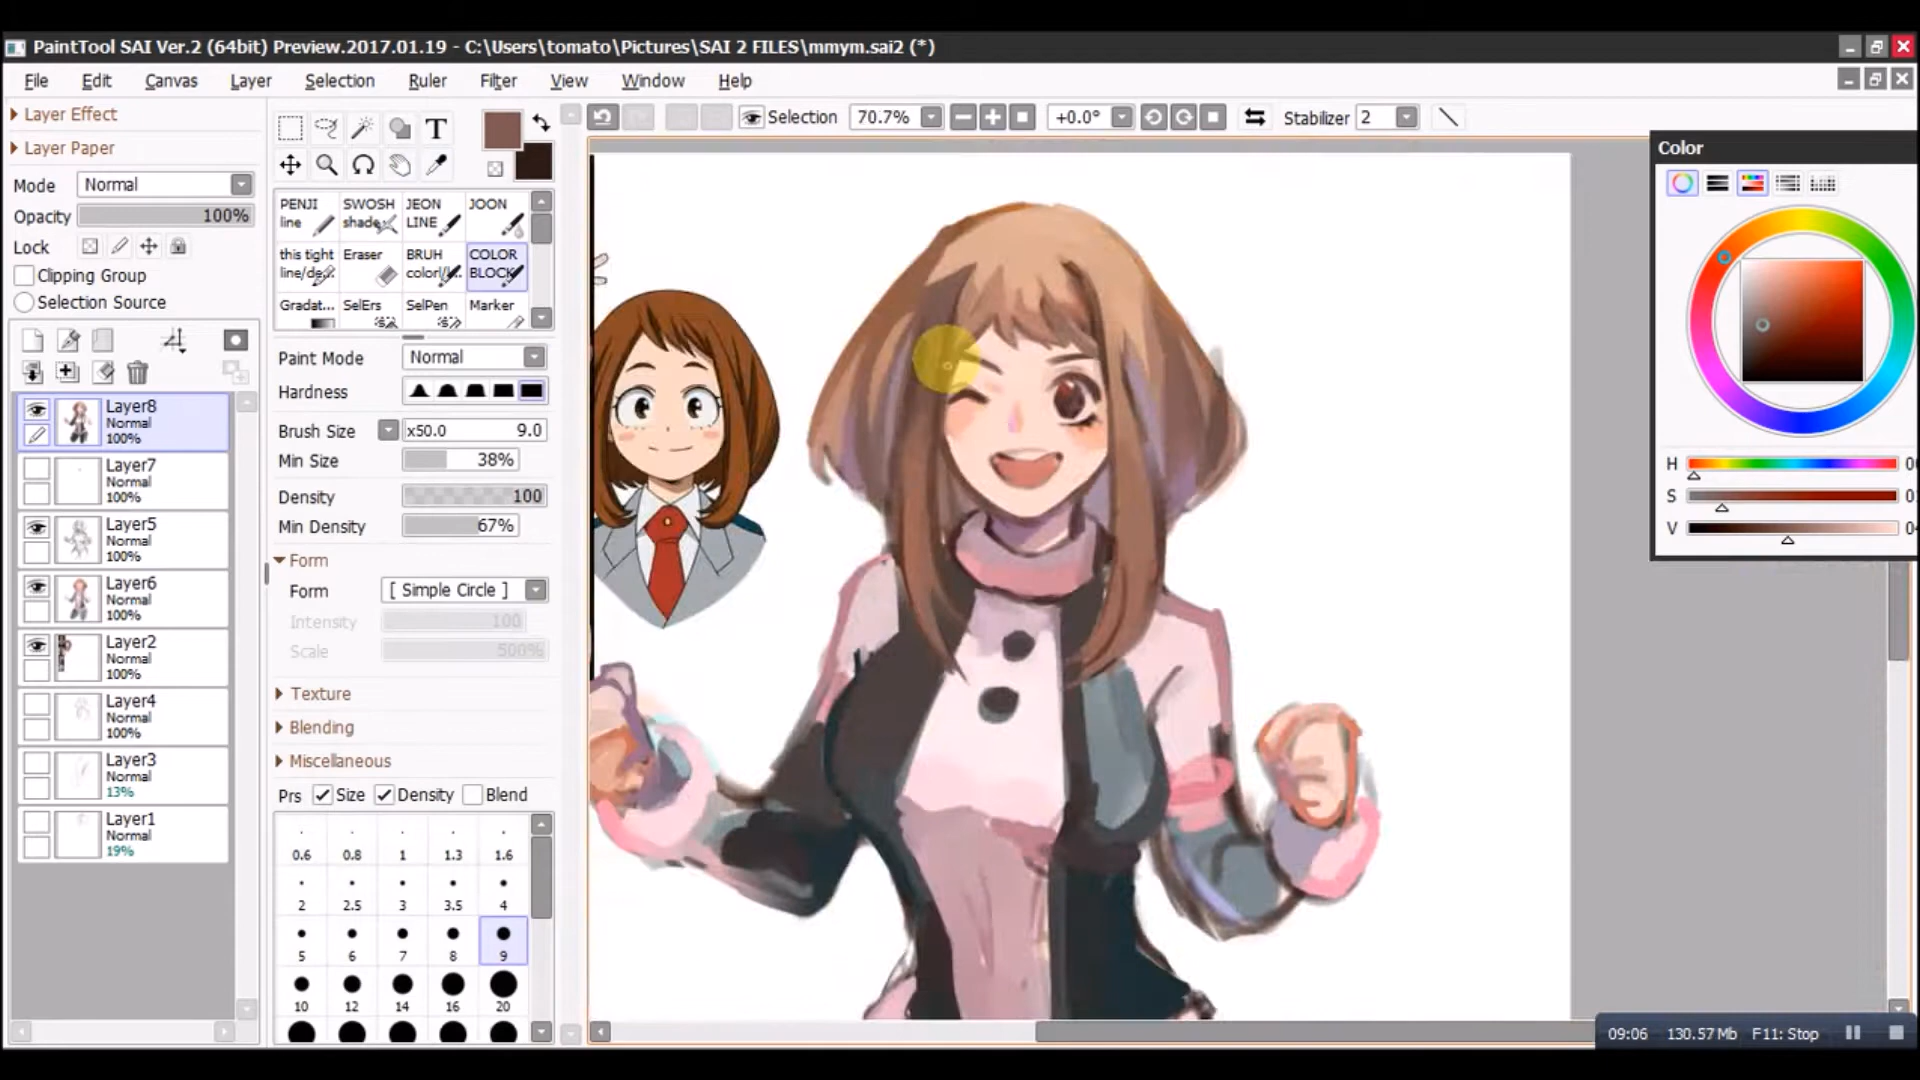 PaintTool SAI Ver.2 (64bit) Preview.2017.01.19 - C:\Users\tomato\Pictures\SAI 2 FILES\mmym.sai2 (*)
File Edit Canvas Layer Selection Ruler Filter View Window Help
Layer Effect
Layer Paper
Mode Normal
Opacity 100%
Lock
Clipping Group
Selection Source
Layer8
Normal
100%
Layer7
Normal
100%
Layer5
Normal
100%
Layer6
Normal
100%
Layer2
Normal
100%
Layer4
Normal
100%
Layer3
Normal
13%
Layer1
Normal
19%
T
PENJI line
SWOSH shade
JEON LINE
JOON
this tight line/de...
Eraser
BRUH color/l...
COLOR BLOCK
Gradat...
SelErs
SelPen
Marker
Paint Mode Normal
Hardness
Brush Size x50.0 9.0
Min Size 38%
Density 100
Min Density 67%
Form
Form [ Simple Circle ]
Intensity 100
Scale 500%
Texture
Blending
Miscellaneous
Prs Size Density Blend
0.6 0.8 1 1.3 1.6
2 2.5 3 3.5 4
5 6 7 8 9
10 12 14 16 20
Selection 70.7% +0.0° Stabilizer 2
Color
H
S
V
09:06 130.57 Mb F11: Stop